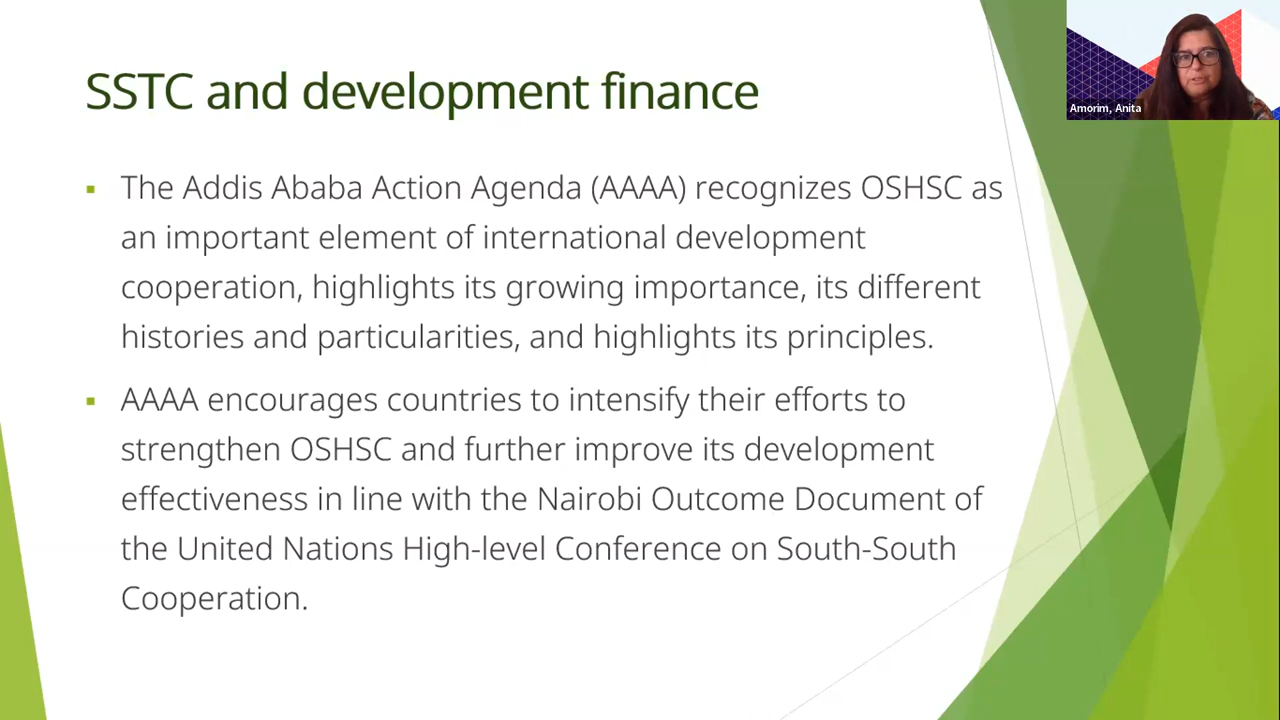 SSTC and development finance
Amorim, Anita
▪ The Addis Ababa Action Agenda (AAAA) recognizes OSHSC as
an important element of international development
cooperation, highlights its growing importance, its different
histories and particularities, and highlights its principles.
▪ AAAA encourages countries to intensify their efforts to
strengthen OSHSC and further improve its development
effectiveness in line with the Nairobi Outcome Document of
the United Nations High-level Conference on South-South
Cooperation.